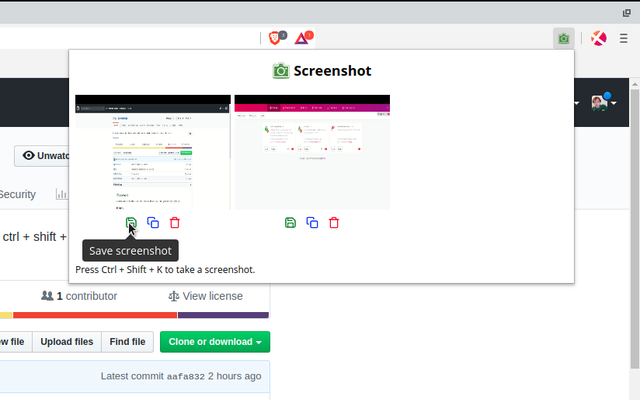 Screenshot
Unwatc
Security
ctrl + shift +
Save screenshot
Press Ctrl + Shift + K to take a screenshot.
1 contributor
View license
ew file
Upload files
Find file
Clone or download
Latest commit aafa832 2 hours ago